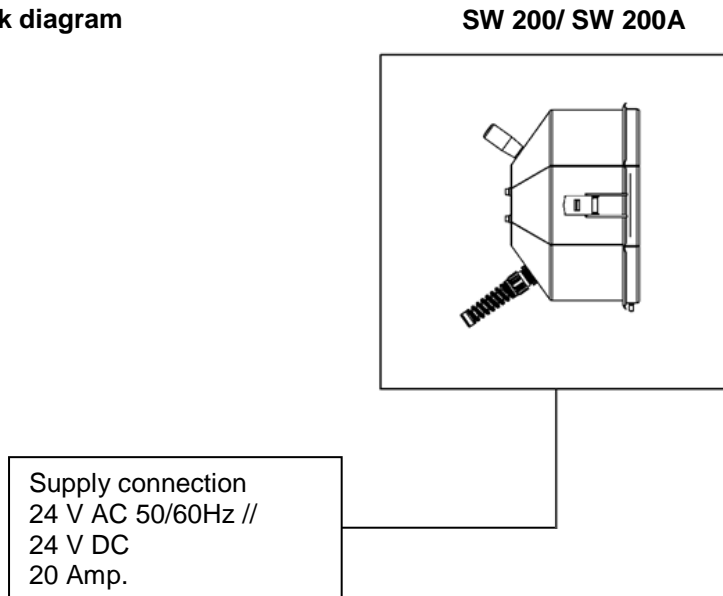 k diagram
SW 200/ SW 200A
Supply connection
24 V AC 50/60Hz //
24 V DC
20 Amp.